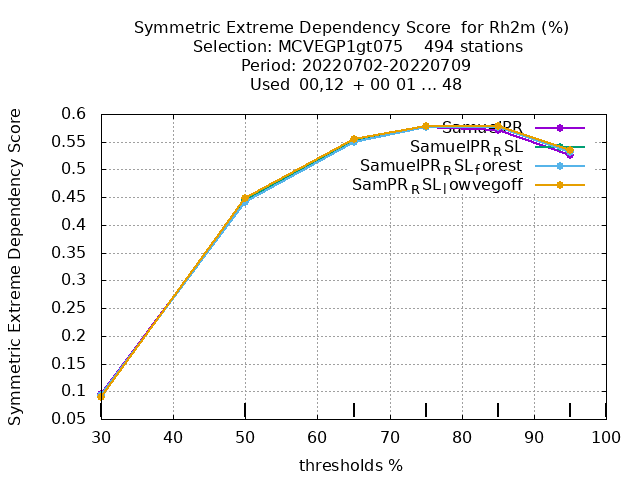 Symmetric Extreme Dependency Score for Rh2m (%)
Selection: MCVEGP1gt075 494 stations
Period: 20220702-20220709
Used 00,12 + 00 01 ... 48
Symmetric Extreme Dependency Score
0.6
0.55
0.5
0.45
0.4
0.35
0.3
0.25
0.2
0.15
0.1
0.05
SamuelPR
SamuelPR_RSL
SamuelPR_RSL_forest
SamPR_RSL_lowvegoff
30 40 50 60 70 80 90 100
thresholds %